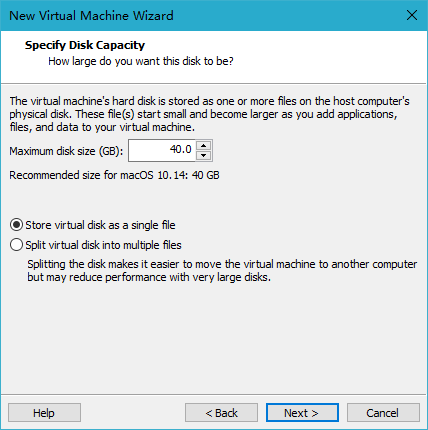 New Virtual Machine Wizard
Specify Disk Capacity
How large do you want this disk to be?
The virtual machine's hard disk is stored as one or more files on the host computer's
physical disk. These file(s) start small and become larger as you add applications,
files, and data to your virtual machine.
Maximum disk size (GB): 40.0
Recommended size for macOS 10.14: 40 GB
Store virtual disk as a single file
Split virtual disk into multiple files
Splitting the disk makes it easier to move the virtual machine to another computer
but may reduce performance with very large disks.
Help < Back Next > Cancel